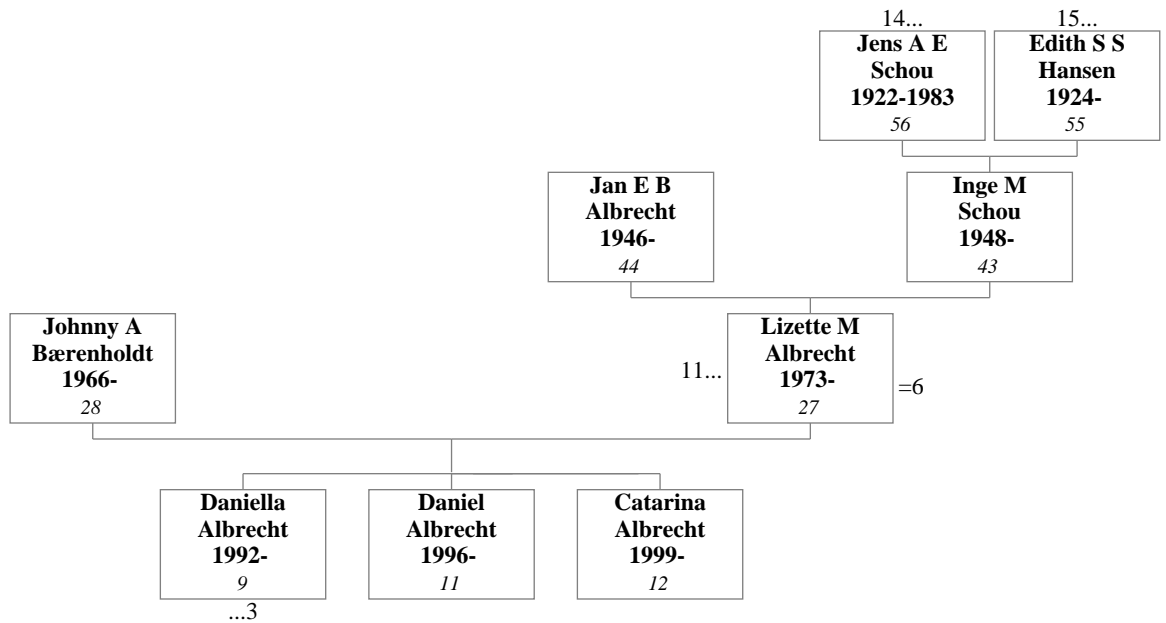 14...
Jens A E
Schou
1922-1983
56
15...
Edith S S
Hansen
1924-
55
Jan E B
Albrecht
1946-
44
Inge M
Schou
1948-
43
Johnny A
Bærenholdt
1966-
28
11...
Lizette M
Albrecht
1973-
27
=6
Daniella
Albrecht
1992-
9
...3
Daniel
Albrecht
1996-
11
Catarina
Albrecht
1999-
12